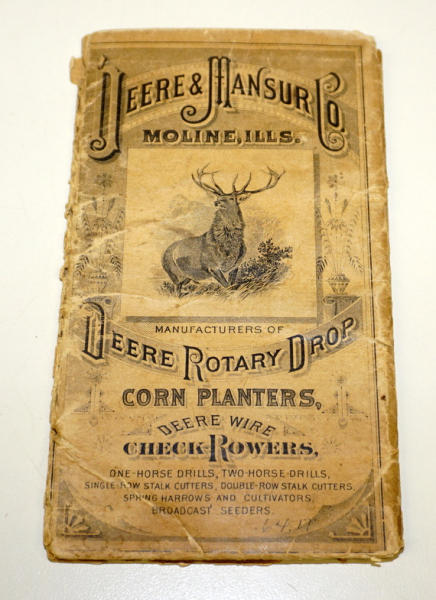 DEERE & MANSUR CO.
MOLINE, ILLS.
MANUFACTURERS OF
DEERE ROTARY DROP
CORN PLANTERS,
DEERE WIRE
CHECK-ROWERS,
ONE-HORSE DRILLS, TWO-HORSE DRILLS,
SINGLE-ROW STALK CUTTERS, DOUBLE-ROW STALK CUTTERS,
SPRING HARROWS AND CULTIVATORS,
BROADCAST SEEDERS.